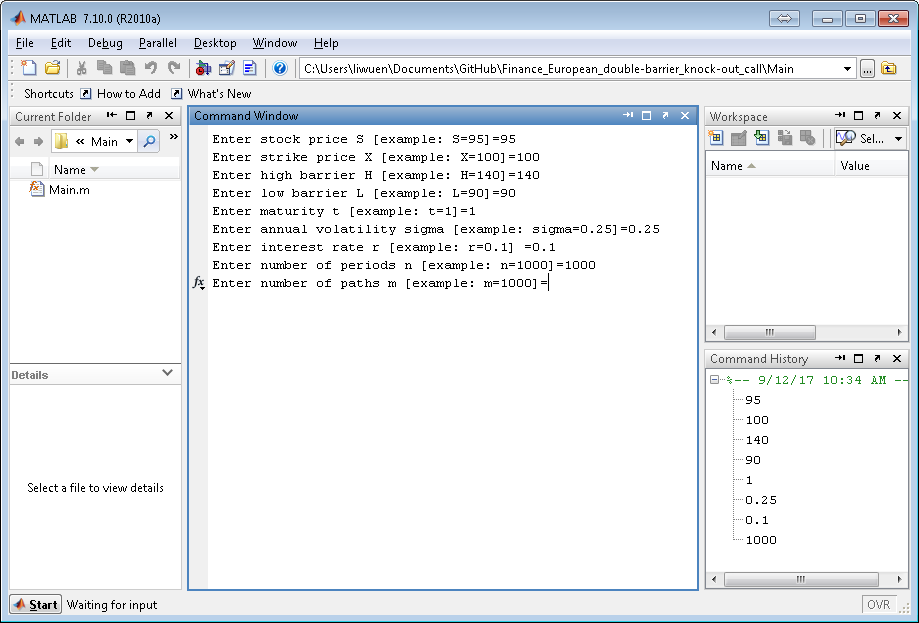 MATLAB 7.10.0 (R2010a)
File Edit Debug Parallel Desktop Window Help
C:\Users\liwuen\Documents\GitHub\Finance_European_double-barrier_knock-out_call\Main
...
Shortcuts How to Add What's New
Current Folder
« Main
»
Name
Main.m
Details
Select a file to view details
Command Window
Enter stock price S [example: S=95]=95
Enter strike price X [example: X=100]=100
Enter high barrier H [example: H=140]=140
Enter low barrier L [example: L=90]=90
Enter maturity t [example: t=1]=1
Enter annual volatility sigma [example: sigma=0.25]=0.25
Enter interest rate r [example: r=0.1] =0.1
Enter number of periods n [example: n=1000]=1000
fx Enter number of paths m [example: m=1000]=
Workspace
Sel...
Name Value
Command History
%-- 9/12/17 10:34 AM --
95
100
140
90
1
0.25
0.1
1000
Start Waiting for input
OVR